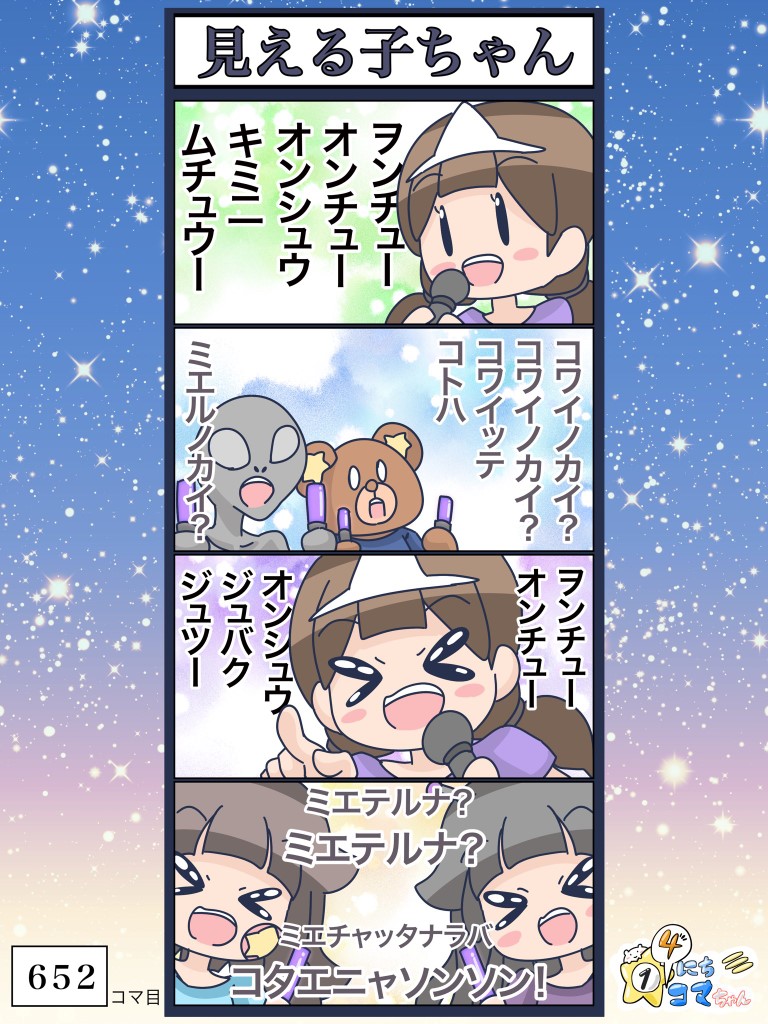 見える子ちゃん
ヲンチュー
オンチュー
オンシュウ
キミニ
ムチュウー
コワイノカイ?
コワイノカイ?
コワイッテ
コトハ
ミエルノカイ?
ヲンチュー
オンチュー
オンシュウ
ジュバク
ジュツー
ミエテルナ?
ミエテルナ?
ミエチャッタナラバ
コタエニャソンソン!
652
コマ目
1
にち
4
コマ
ちゃん